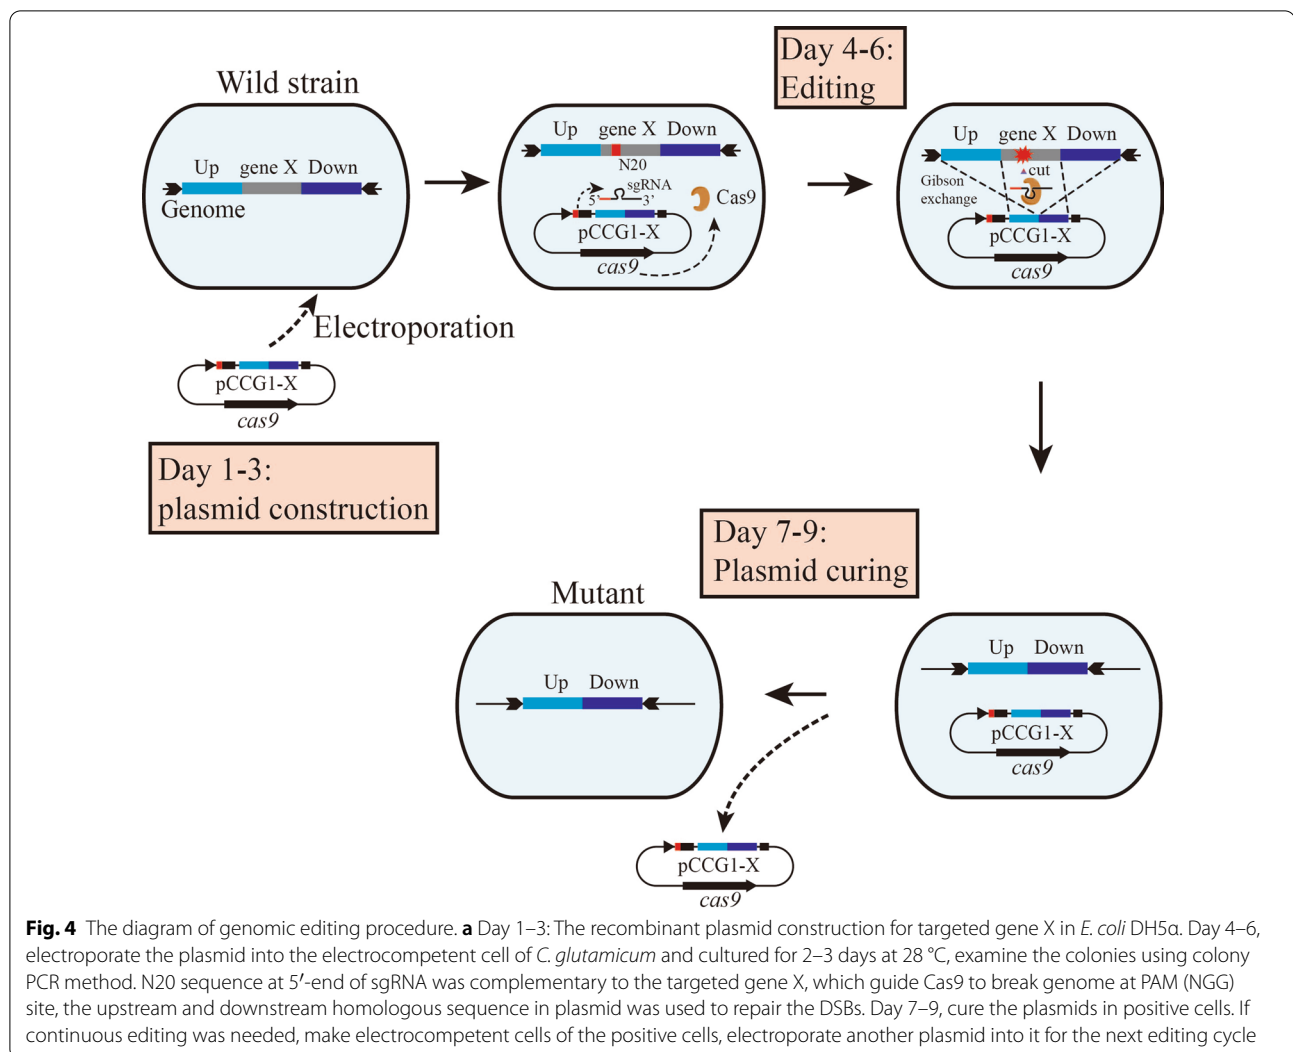 Day 4-6:
Editing
Wild strain
Up gene X Down
Genome
Up gene X Down
N20
sgRNA
5' 3'
Cas9
pCCG1-X
cas9
Up gene X Down
cut
Gibson
exchange
pCCG1-X
cas9
Electroporation
pCCG1-X
cas9
Day 1-3:
plasmid construction
Day 7-9:
Plasmid curing
Mutant
Up Down
Up Down
pCCG1-X
cas9
pCCG1-X
cas9
Fig. 4 The diagram of genomic editing procedure. a Day 1–3: The recombinant plasmid construction for targeted gene X in E. coli DH5α. Day 4–6,
electroporate the plasmid into the electrocompetent cell of C. glutamicum and cultured for 2–3 days at 28 °C, examine the colonies using colony
PCR method. N20 sequence at 5′-end of sgRNA was complementary to the targeted gene X, which guide Cas9 to break genome at PAM (NGG)
site, the upstream and downstream homologous sequence in plasmid was used to repair the DSBs. Day 7–9, cure the plasmids in positive cells. If
continuous editing was needed, make electrocompetent cells of the positive cells, electroporate another plasmid into it for the next editing cycle